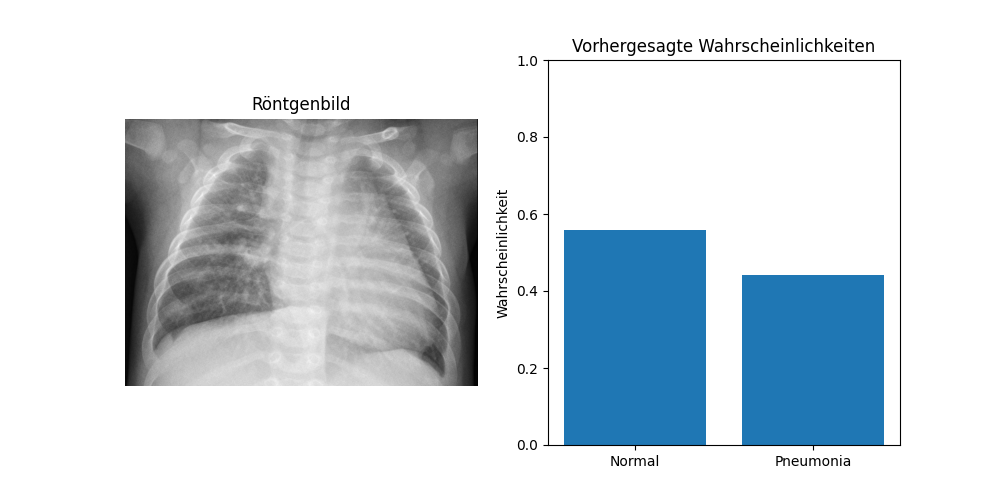 Röntgenbild
Vorhergesagte Wahrscheinlichkeiten
Wahrscheinlichkeit
1.0
0.8
0.6
0.4
0.2
0.0
Normal
Pneumonia